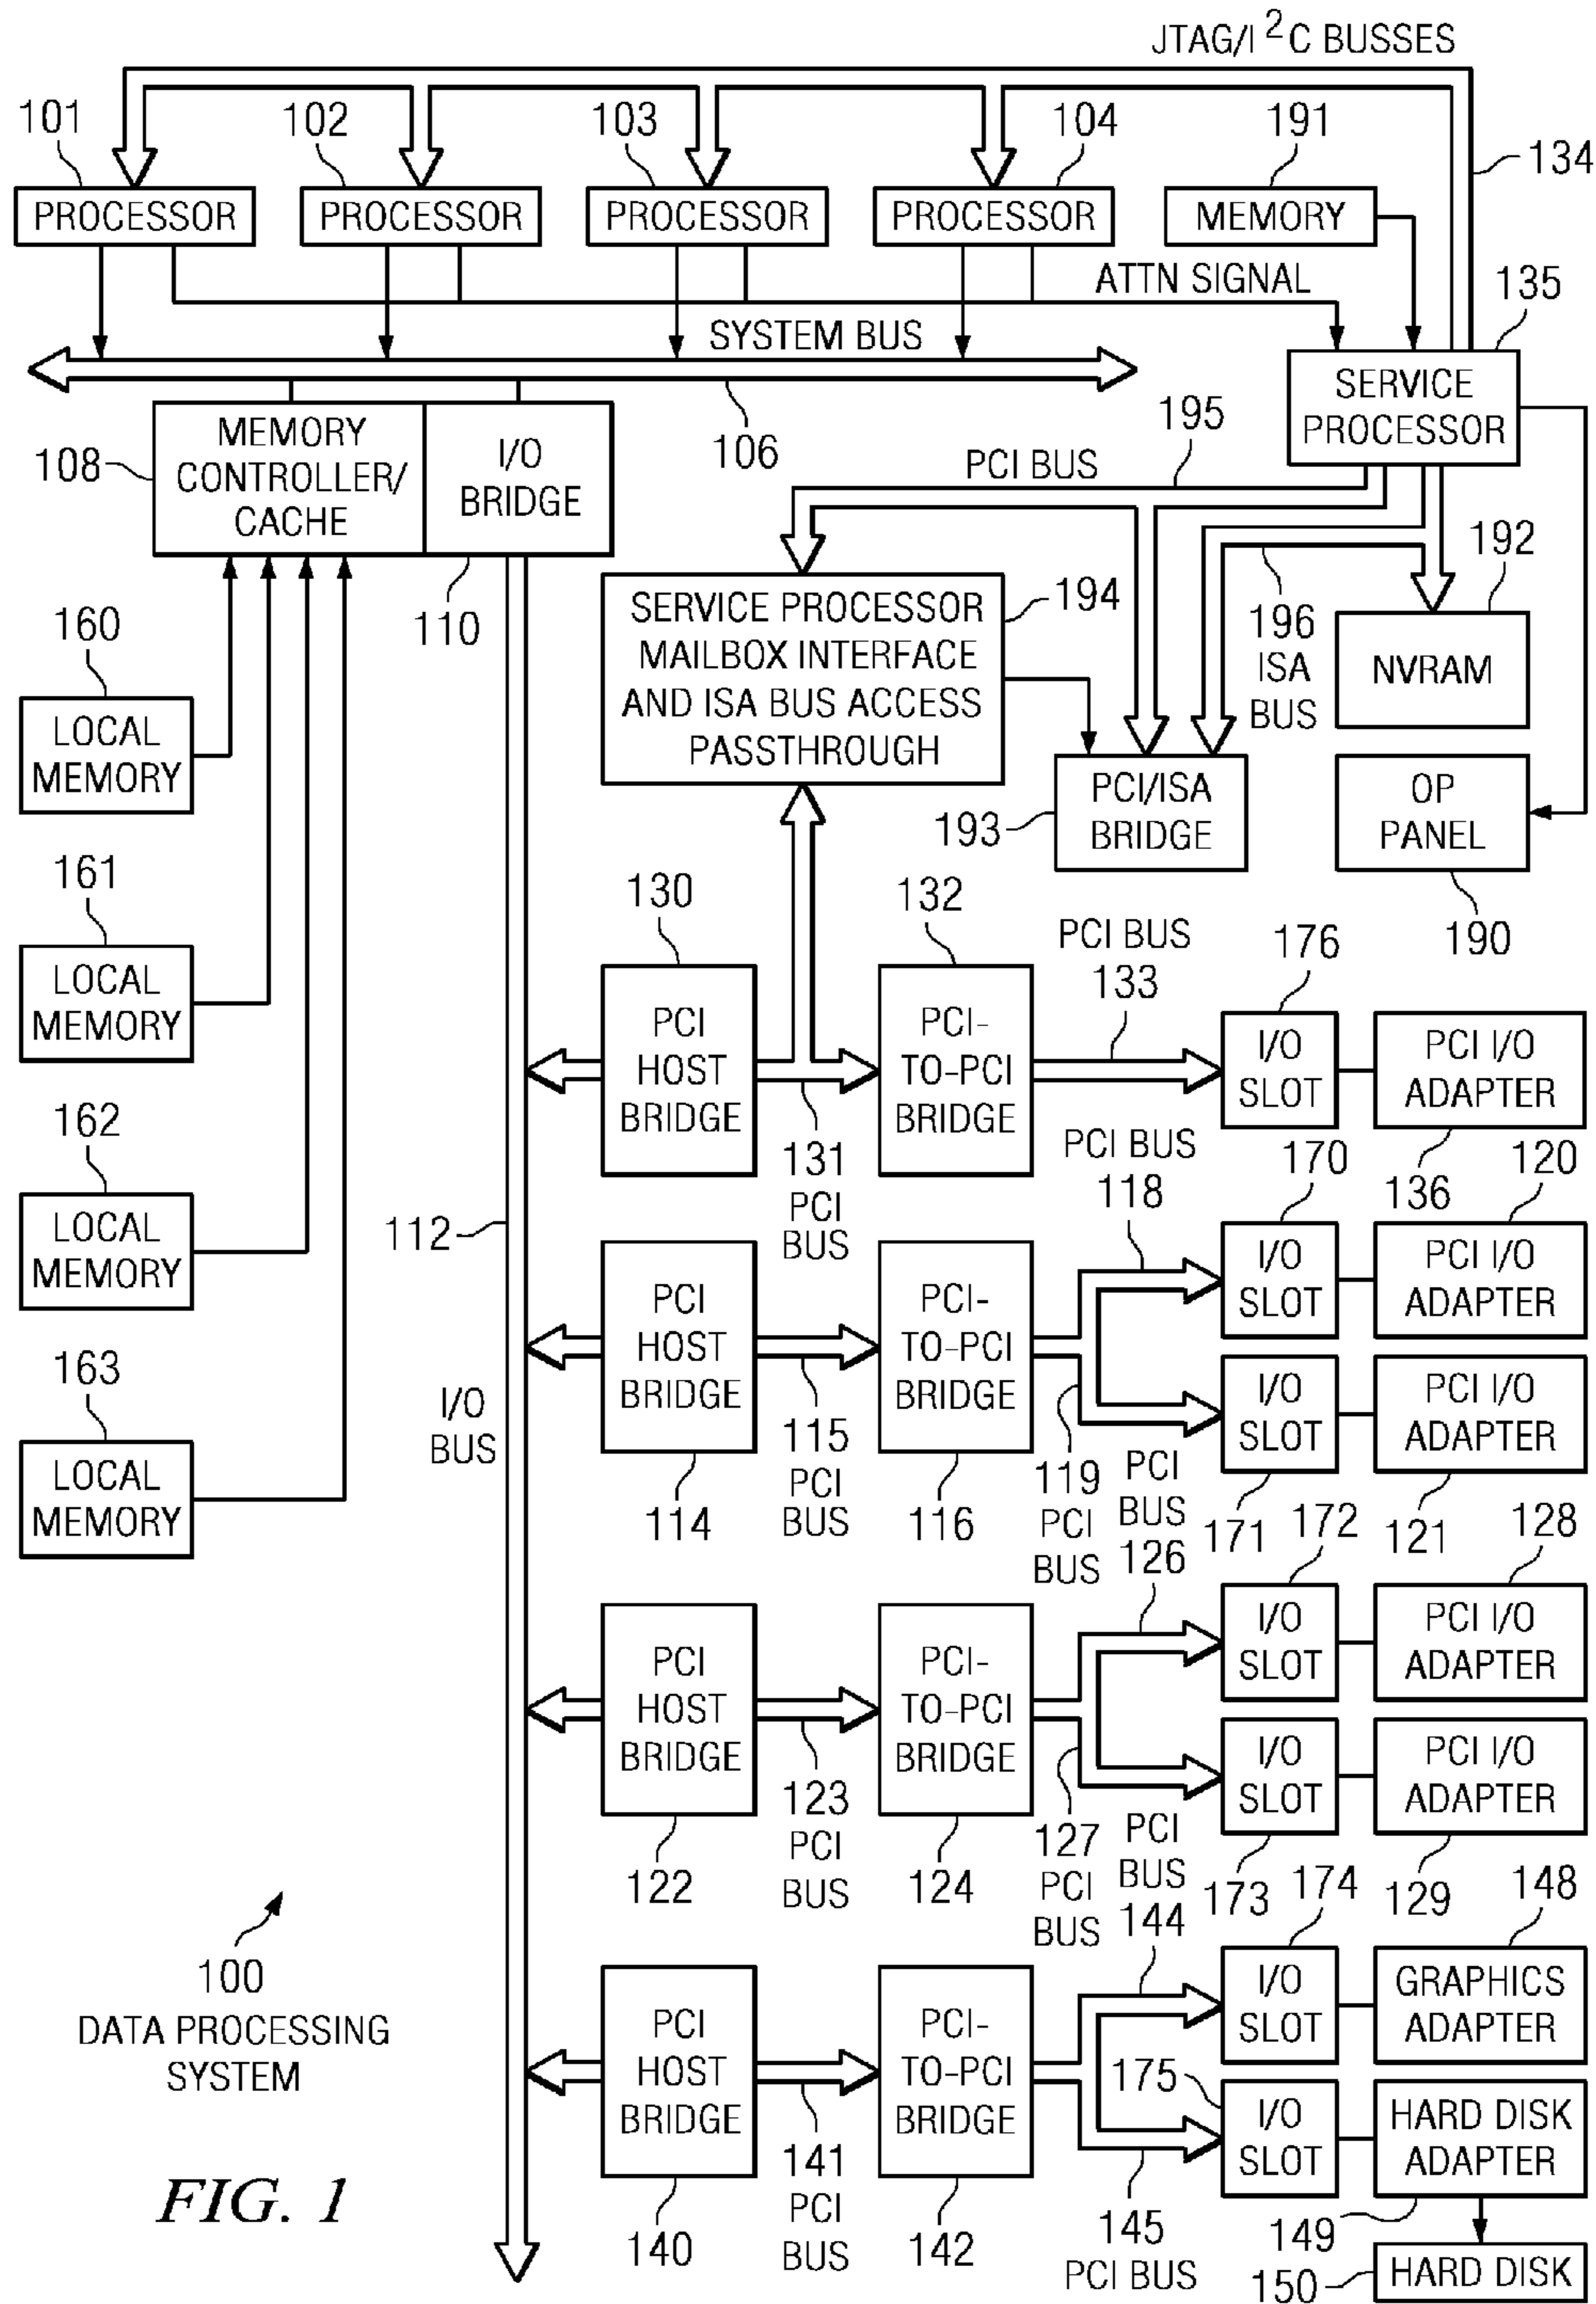 JTAG/I 2C BUSSES
101
102
103
104
191
134
PROCESSOR
PROCESSOR
PROCESSOR
PROCESSOR
MEMORY
ATTN SIGNAL
135
SYSTEM BUS
SERVICE
PROCESSOR
106
108
MEMORY
CONTROLLER/
CACHE
I/O
BRIDGE
110
195
PCI BUS
192
194
SERVICE PROCESSOR
MAILBOX INTERFACE
AND ISA BUS ACCESS
PASSTHROUGH
196
ISA
BUS
NVRAM
193
PCI/ISA
BRIDGE
OP
PANEL
190
160
LOCAL
MEMORY
161
LOCAL
MEMORY
162
LOCAL
MEMORY
163
LOCAL
MEMORY
112
I/O
BUS
130
PCI
HOST
BRIDGE
131
PCI
BUS
132
PCI-
TO-PCI
BRIDGE
PCI BUS
133
176
I/O
SLOT
PCI I/O
ADAPTER
136
PCI BUS
118
170
120
PCI
HOST
BRIDGE
114
115
PCI
BUS
PCI-
TO-PCI
BRIDGE
116
I/O
SLOT
PCI I/O
ADAPTER
I/O
SLOT
PCI I/O
ADAPTER
119
PCI
BUS
171
121
PCI
BUS
126
172
128
PCI
HOST
BRIDGE
122
123
PCI
BUS
PCI-
TO-PCI
BRIDGE
124
I/O
SLOT
PCI I/O
ADAPTER
I/O
SLOT
PCI I/O
ADAPTER
127
PCI
BUS
173
129
PCI
BUS
144
174
148
PCI
HOST
BRIDGE
140
141
PCI
BUS
PCI-
TO-PCI
BRIDGE
142
I/O
SLOT
GRAPHICS
ADAPTER
175
I/O
SLOT
HARD DISK
ADAPTER
145
PCI BUS
149
150
HARD DISK
100
DATA PROCESSING
SYSTEM
FIG. 1